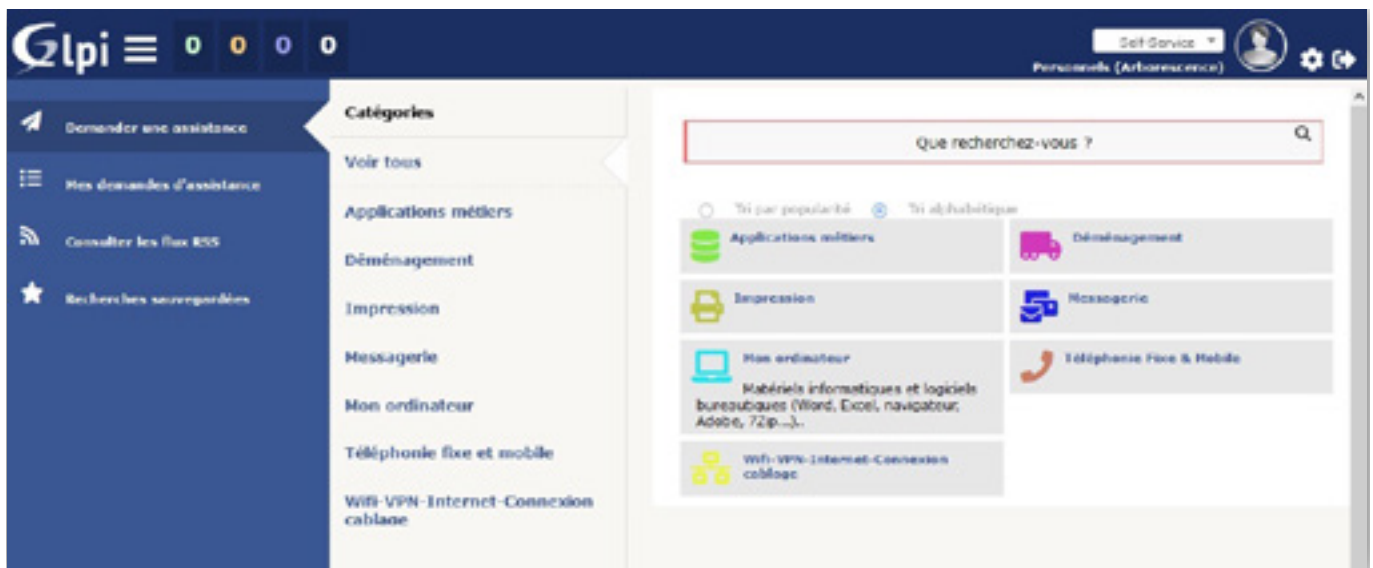 Glpi 0 0 0 0
Self-Service
Personnels (Arborescence)
Demander une assistance
Mes demandes d'assistance
Consulter les flux RSS
Recherches sauvegardées
Catégories
Voir tous
Applications métiers
Déménagement
Impression
Messagerie
Mon ordinateur
Téléphonie fixe et mobile
Wifi-VPN-Internet-Connexion
cablage
Que recherchez-vous ?
Tri par popularité Tri alphabétique
Applications métiers
Déménagement
Impression
Messagerie
Mon ordinateur
Matériels informatiques et logiciels
bureautiques (Word, Excel, navigateur,
Adobe, 7Zip...)..
Téléphonie Fixe & Mobile
Wifi-VPN-Internet-Connexion
cablage